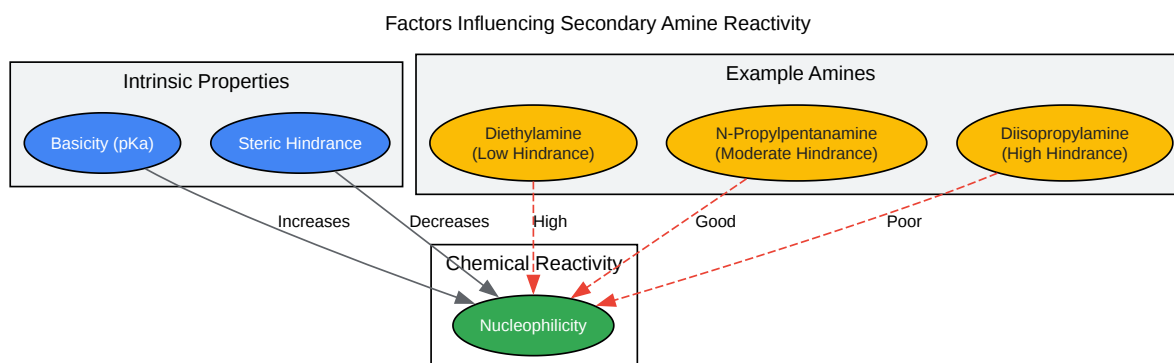 Factors Influencing Secondary Amine Reactivity
Intrinsic Properties
Example Amines
Basicity (pKa)
Steric Hindrance
Diethylamine
(Low Hindrance)
N-Propylpentanamine
(Moderate Hindrance)
Diisopropylamine
(High Hindrance)
Increases
Decreases
High
Good
Poor
Chemical Reactivity
Nucleophilicity